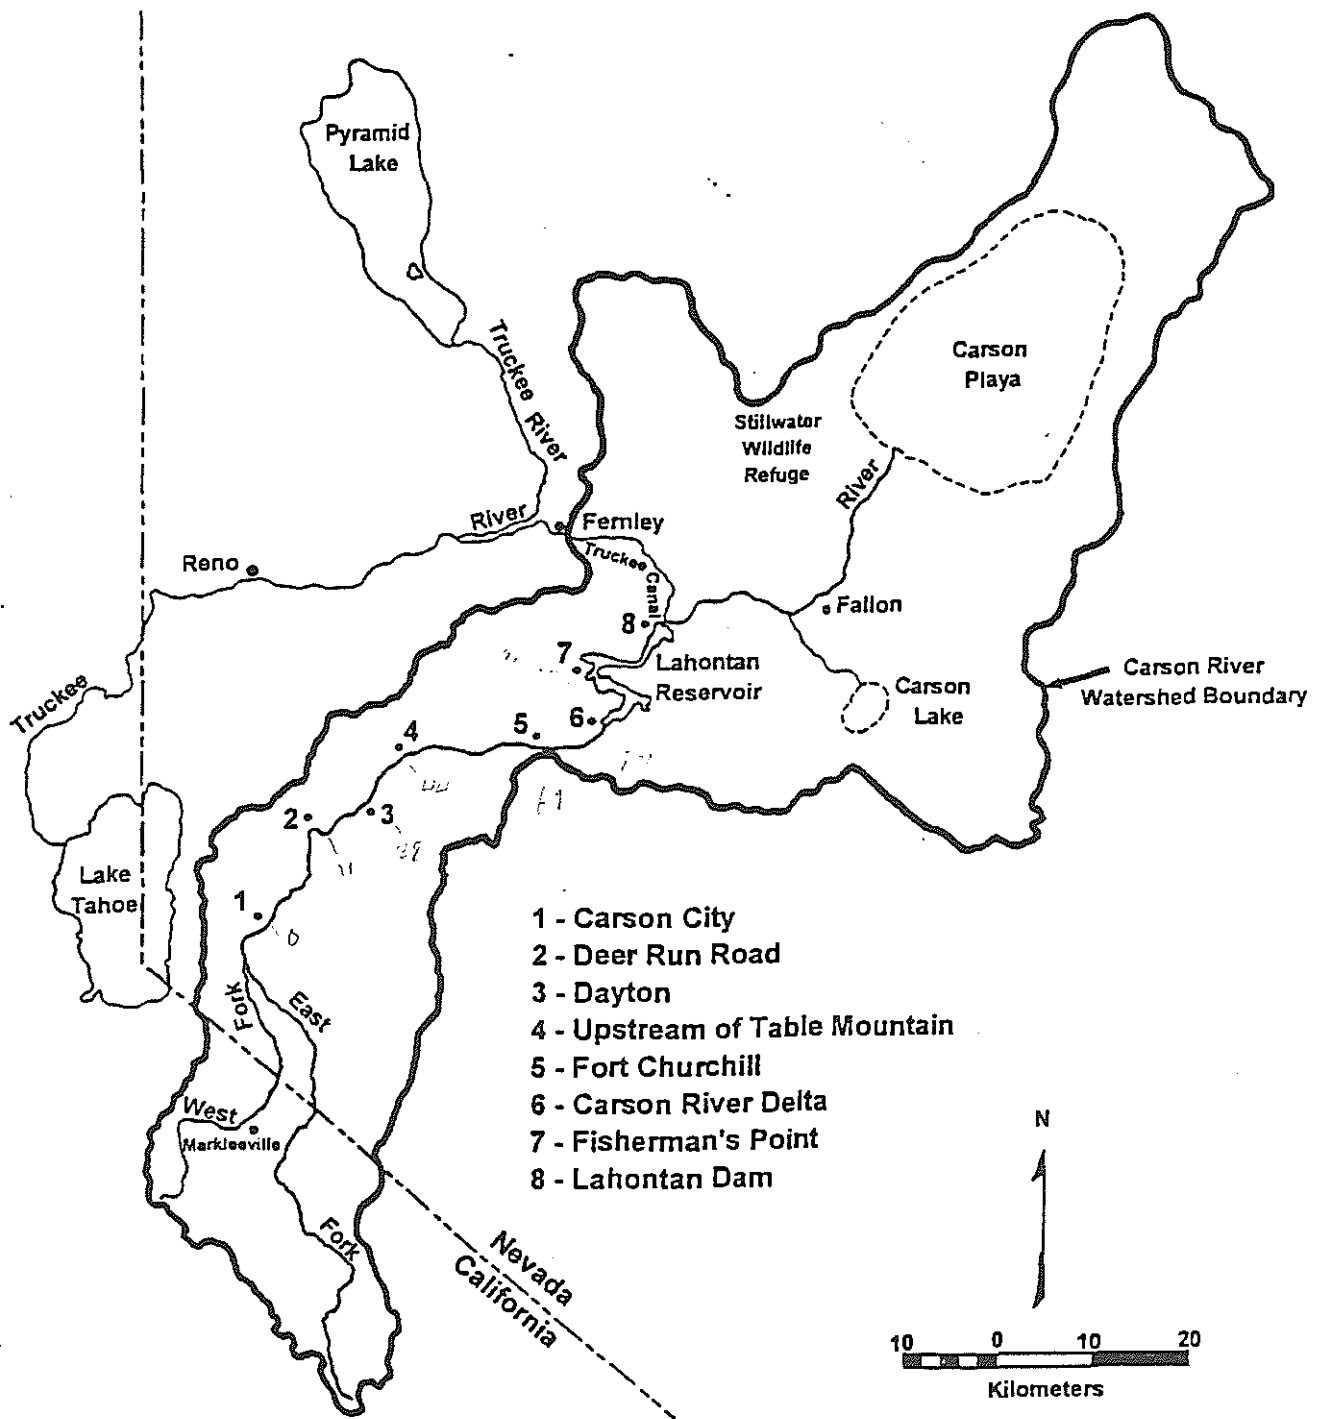 Pyramid
Lake
Truckee River
Carson
Playa
Stillwater
Wildlife
Refuge
River
River
Fernley
Truckee
Canal
Reno
Fallon
8
7
Lahontan
Reservoir
Carson
Lake
Carson River
Watershed Boundary
Truckee
6
5
4
44
2
3
Lake
Tahoe
1
0
Fork
East
West
Markleeville
Fork
1 - Carson City
2 - Deer Run Road
3 - Dayton
4 - Upstream of Table Mountain
5 - Fort Churchill
6 - Carson River Delta
7 - Fisherman's Point
8 - Lahontan Dam
N
Nevada
California
10 0 10 20
Kilometers